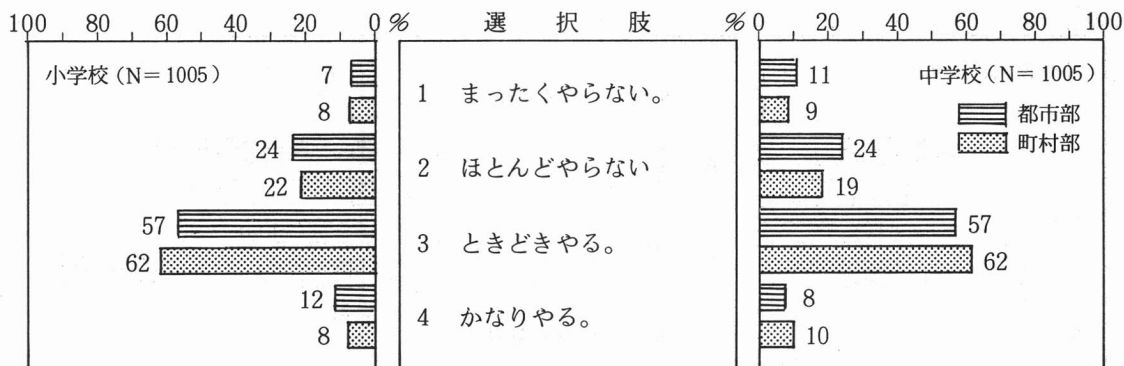 100 80 60 40 20 0 % 選択肢 % 0 20 40 60 80 100
小学校(N=1005) 7 1 まったくやらない。 11 中学校(N=1005)
8 9 都市部
24 2 ほとんどやらない 24 町村部
22 19
57 3 ときどきやる。 57
62 62
12 4 かなりやる。 8
8 10